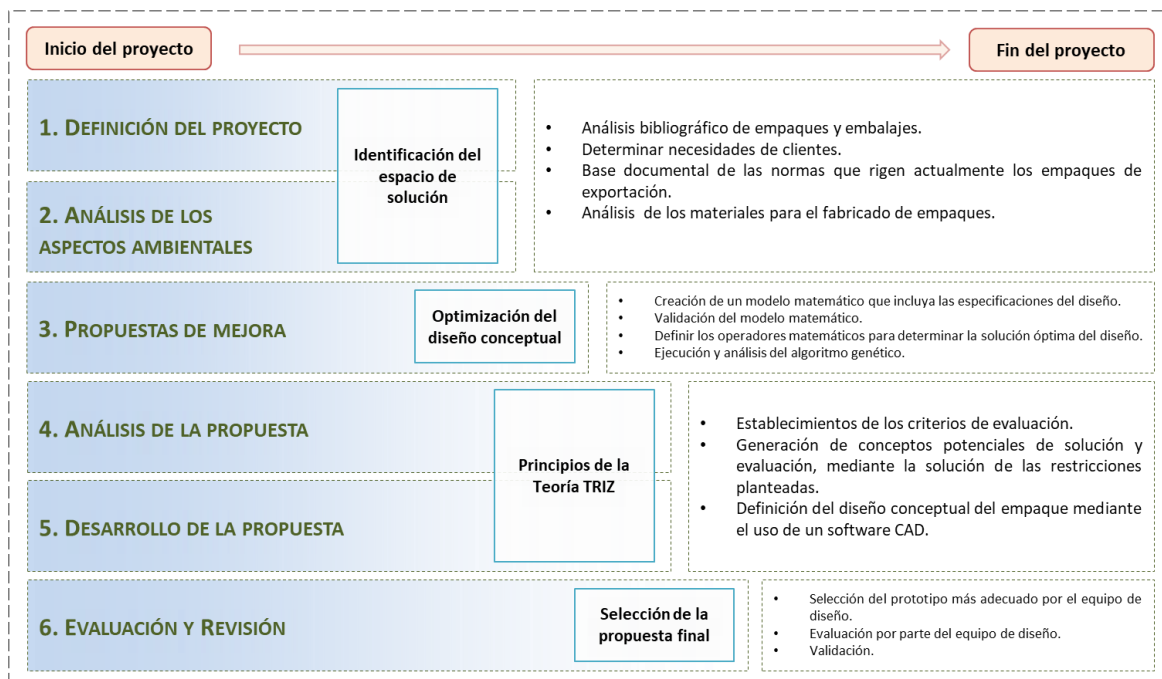 Inicio del proyecto
Fin del proyecto
1. DEFINICIÓN DEL PROYECTO
2. ANÁLISIS DE LOS
ASPECTOS AMBIENTALES
Identificación del
espacio de
solución
• Análisis bibliográfico de empaques y embalajes.
• Determinar necesidades de clientes.
• Base documental de las normas que rigen actualmente los empaques de
exportación.
• Análisis de los materiales para el fabricado de empaques.
3. PROPUESTAS DE MEJORA
Optimización del
diseño conceptual
• Creación de un modelo matemático que incluya las especificaciones del diseño.
• Validación del modelo matemático.
• Definir los operadores matemáticos para determinar la solución óptima del diseño.
• Ejecución y análisis del algoritmo genético.
4. ANÁLISIS DE LA PROPUESTA
5. DESARROLLO DE LA PROPUESTA
Principios de la
Teoría TRIZ
• Establecimientos de los criterios de evaluación.
• Generación de conceptos potenciales de solución y
evaluación, mediante la solución de las restricciones
planteadas.
• Definición del diseño conceptual del empaque mediante
el uso de un software CAD.
6. EVALUACIÓN Y REVISIÓN
Selección de la
propuesta final
• Selección del prototipo más adecuado por el equipo de
diseño.
• Evaluación por parte del equipo de diseño.
• Validación.